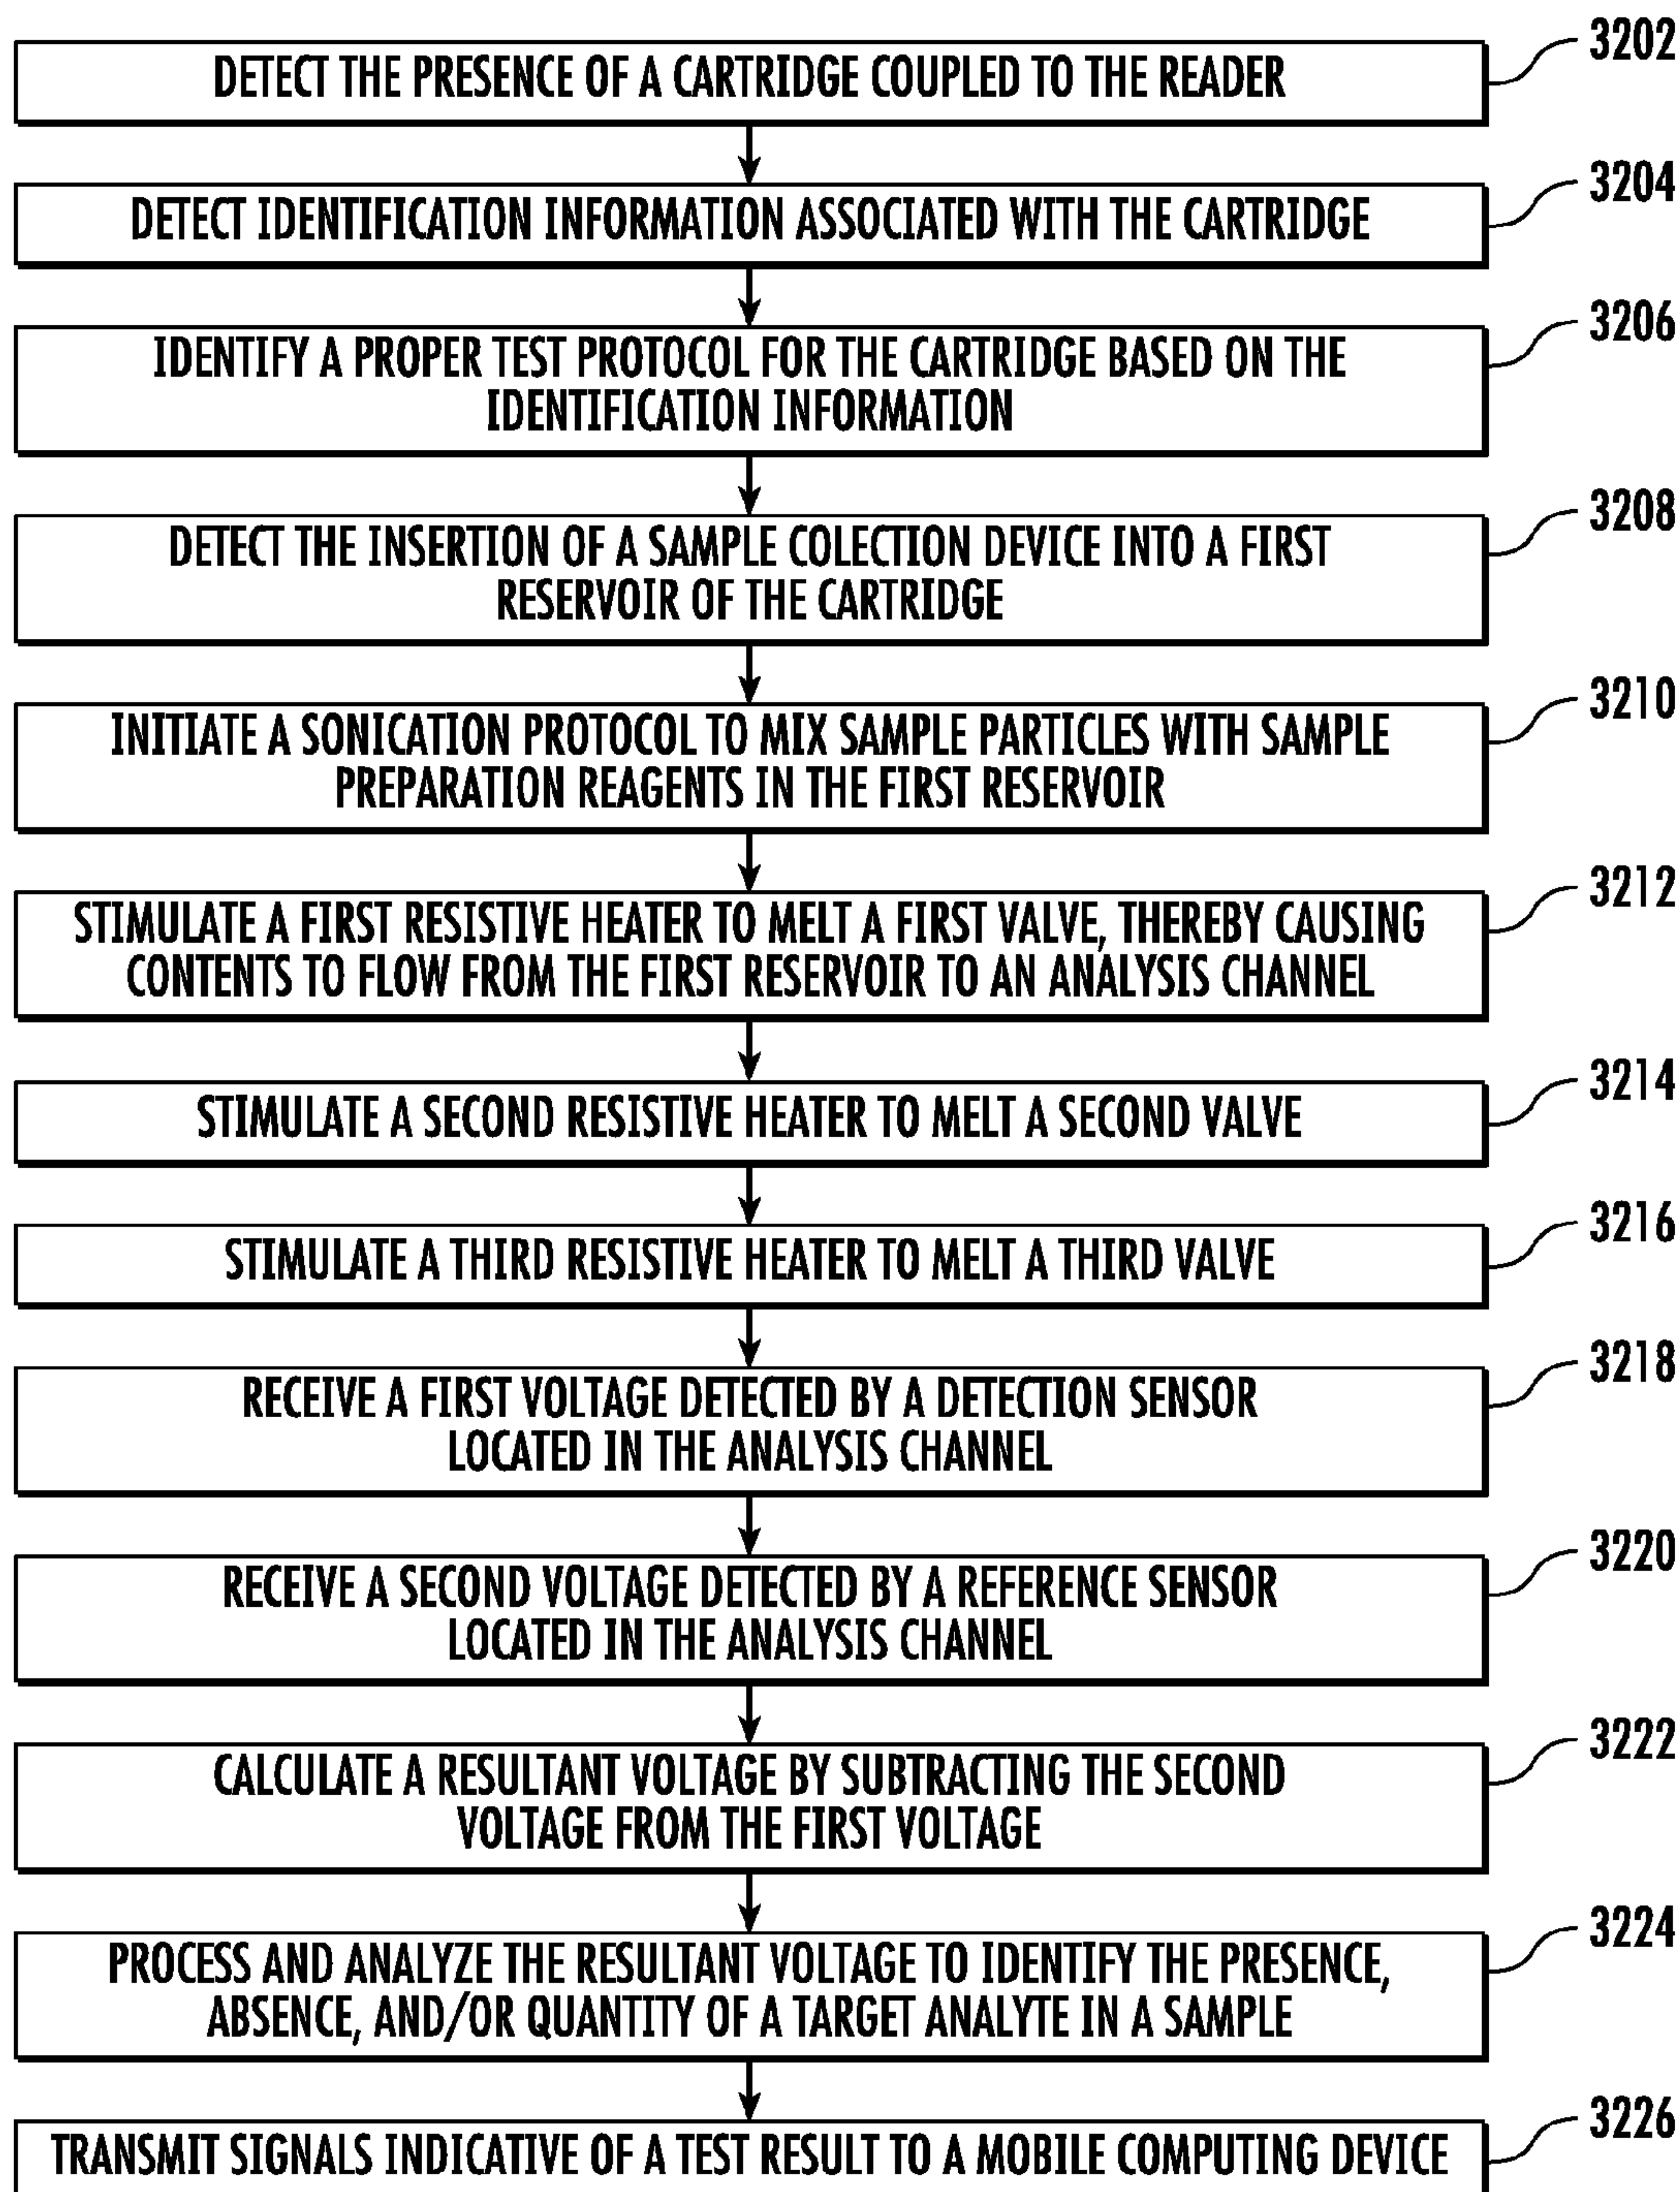 3202
DETECT THE PRESENCE OF A CARTRIDGE COUPLED TO THE READER
3204
DETECT IDENTIFICATION INFORMATION ASSOCIATED WITH THE CARTRIDGE
3206
IDENTIFY A PROPER TEST PROTOCOL FOR THE CARTRIDGE BASED ON THE
IDENTIFICATION INFORMATION
3208
DETECT THE INSERTION OF A SAMPLE COLECTION DEVICE INTO A FIRST
RESERVOIR OF THE CARTRIDGE
3210
INITIATE A SONICATION PROTOCOL TO MIX SAMPLE PARTICLES WITH SAMPLE
PREPARATION REAGENTS IN THE FIRST RESERVOIR
3212
STIMULATE A FIRST RESISTIVE HEATER TO MELT A FIRST VALVE, THEREBY CAUSING
CONTENTS TO FLOW FROM THE FIRST RESERVOIR TO AN ANALYSIS CHANNEL
3214
STIMULATE A SECOND RESISTIVE HEATER TO MELT A SECOND VALVE
3216
STIMULATE A THIRD RESISTIVE HEATER TO MELT A THIRD VALVE
3218
RECEIVE A FIRST VOLTAGE DETECTED BY A DETECTION SENSOR
LOCATED IN THE ANALYSIS CHANNEL
3220
RECEIVE A SECOND VOLTAGE DETECTED BY A REFERENCE SENSOR
LOCATED IN THE ANALYSIS CHANNEL
3222
CALCULATE A RESULTANT VOLTAGE BY SUBTRACTING THE SECOND
VOLTAGE FROM THE FIRST VOLTAGE
3224
PROCESS AND ANALYZE THE RESULTANT VOLTAGE TO IDENTIFY THE PRESENCE,
ABSENCE, AND/OR QUANTITY OF A TARGET ANALYTE IN A SAMPLE
3226
TRANSMIT SIGNALS INDICATIVE OF A TEST RESULT TO A MOBILE COMPUTING DEVICE